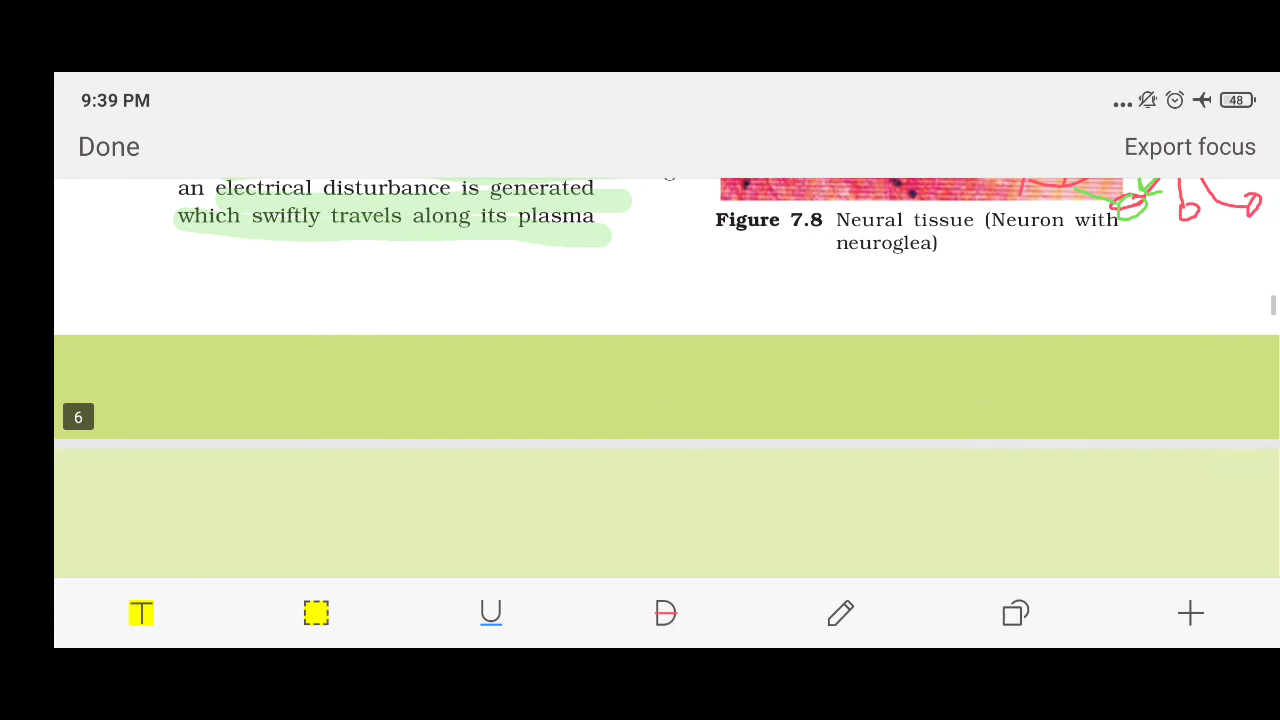 9:39 PM
48
Done
Export focus
an electrical disturbance is generated
which swiftly travels along its plasma
Figure 7.8 Neural tissue (Neuron with
neuroglea)
6